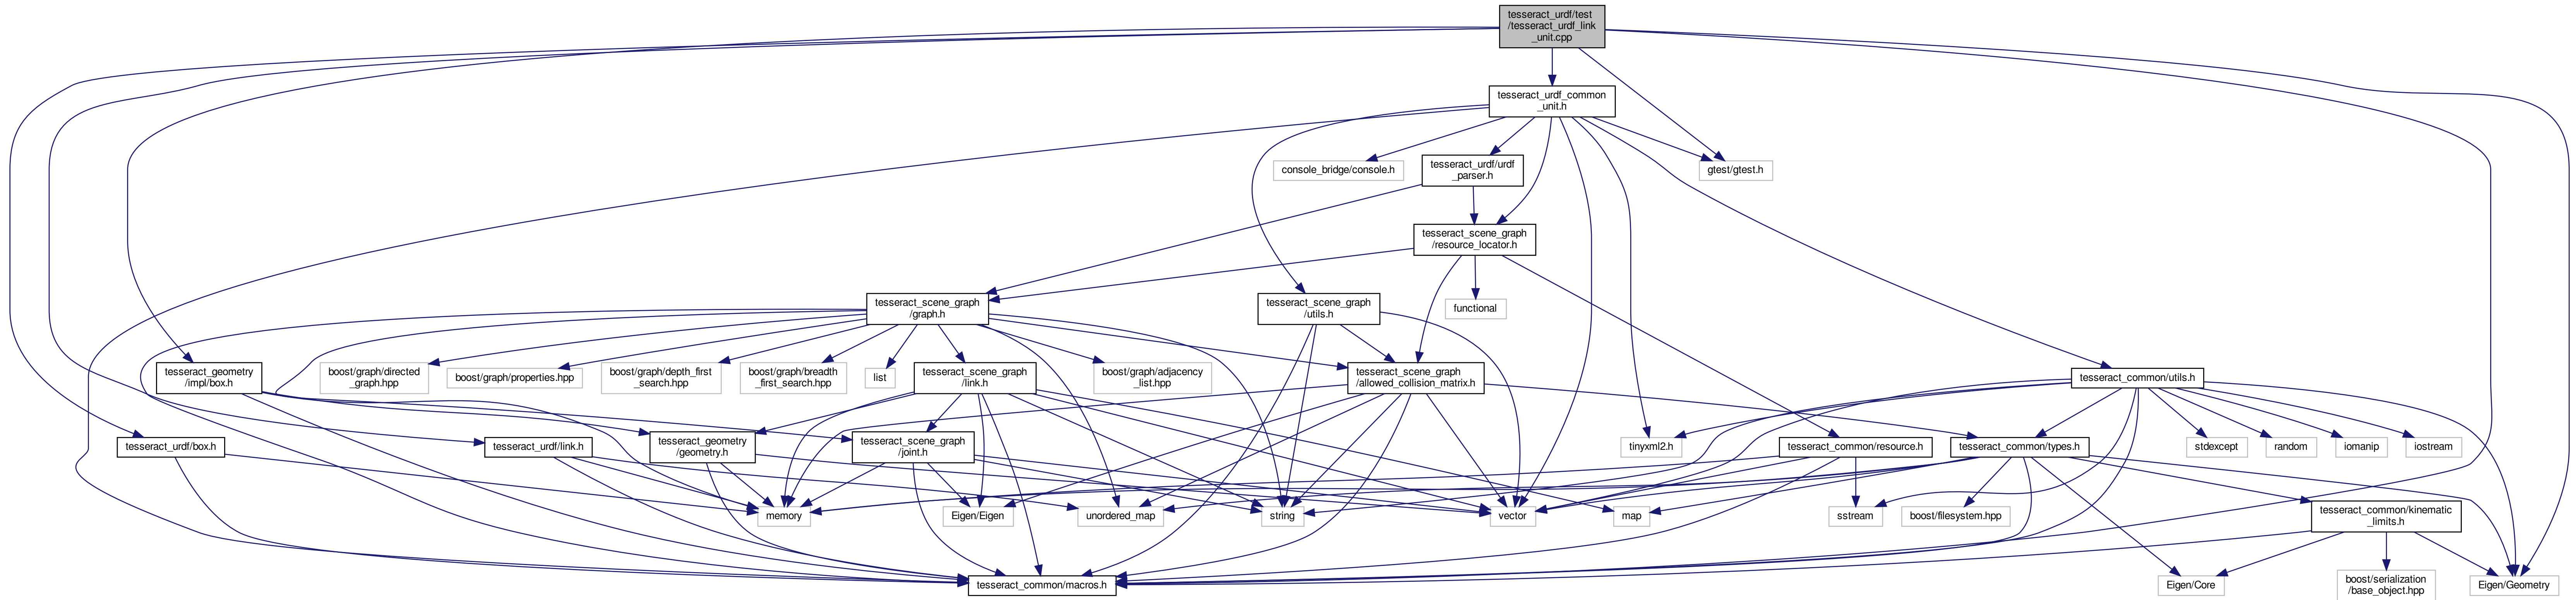 tesseract_urdf/test
/tesseract_urdf_link
_unit.cpp
tesseract_urdf_common
_unit.h
console_bridge/console.h
tesseract_urdf/urdf
_parser.h
gtest/gtest.h
tesseract_scene_graph
/resource_locator.h
tesseract_scene_graph
/graph.h
tesseract_scene_graph
/utils.h
functional
tesseract_geometry
/impl/box.h
boost/graph/directed
_graph.hpp
boost/graph/properties.hpp
boost/graph/depth_first
_search.hpp
boost/graph/breadth
_first_search.hpp
list
tesseract_scene_graph
/link.h
boost/graph/adjacency
_list.hpp
tesseract_scene_graph
/allowed_collision_matrix.h
tesseract_common/utils.h
tesseract_urdf/box.h
tesseract_urdf/link.h
tesseract_geometry
/geometry.h
tesseract_scene_graph
/joint.h
tinyxml2.h
tesseract_common/resource.h
tesseract_common/types.h
stdexcept
random
iomanip
iostream
memory
Eigen/Eigen
unordered_map
string
vector
map
sstream
boost/filesystem.hpp
tesseract_common/kinematic
_limits.h
tesseract_common/macros.h
Eigen/Core
boost/serialization
/base_object.hpp
Eigen/Geometry